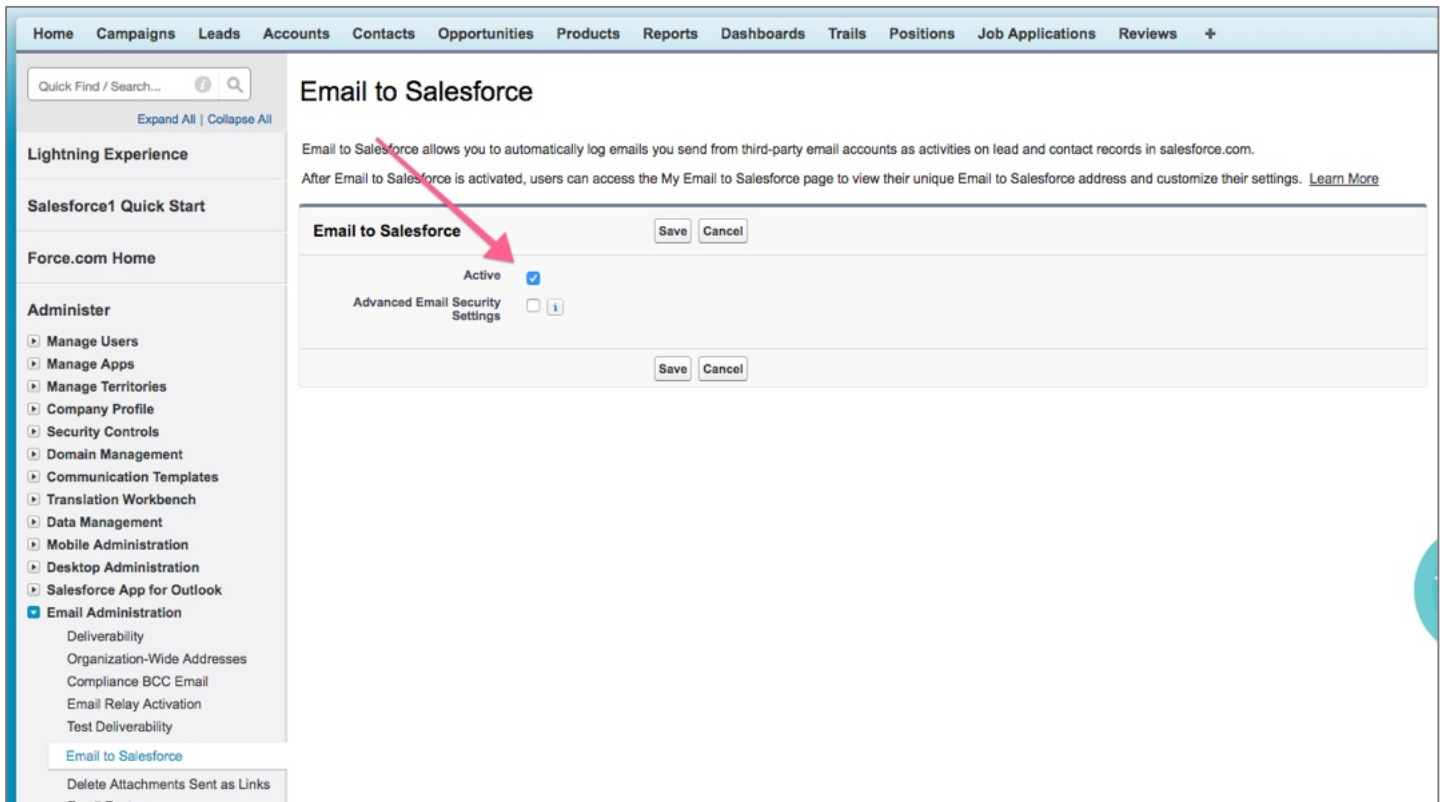 Home Campaigns Leads Accounts Contacts Opportunities Products Reports Dashboards Trails Positions Job Applications Reviews +
Quick Find / Search...
Expand All | Collapse All
Lightning Experience
Salesforce1 Quick Start
Force.com Home
Administer
Manage Users
Manage Apps
Manage Territories
Company Profile
Security Controls
Domain Management
Communication Templates
Translation Workbench
Data Management
Mobile Administration
Desktop Administration
Salesforce App for Outlook
Email Administration
Deliverability
Organization-Wide Addresses
Compliance BCC Email
Email Relay Activation
Test Deliverability
Email to Salesforce
Delete Attachments Sent as Links
Email to Salesforce
Email to Salesforce allows you to automatically log emails you send from third-party email accounts as activities on lead and contact records in salesforce.com.
After Email to Salesforce is activated, users can access the My Email to Salesforce page to view their unique Email to Salesforce address and customize their settings. Learn More
Email to Salesforce Save Cancel
Active
Advanced Email Security
Settings
i
Save Cancel